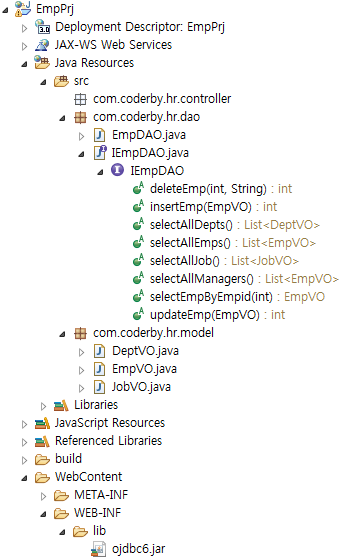 EmpPrj
Deployment Descriptor: EmpPrj
JAX-WS Web Services
Java Resources
src
com.coderby.hr.controller
com.coderby.hr.dao
EmpDAO.java
IEmpDAO.java
IEmpDAO
deleteEmp(int, String) : int
insertEmp(EmpVO) : int
selectAllDepts() : List<DeptVO>
selectAllEmps() : List<EmpVO>
selectAllJob() : List<JobVO>
selectAllManagers() : List<EmpVO>
selectEmpByEmpid(int) : EmpVO
updateEmp(EmpVO) : int
com.coderby.hr.model
DeptVO.java
EmpVO.java
JobVO.java
Libraries
JavaScript Resources
Referenced Libraries
build
WebContent
META-INF
WEB-INF
lib
ojdbc6.jar